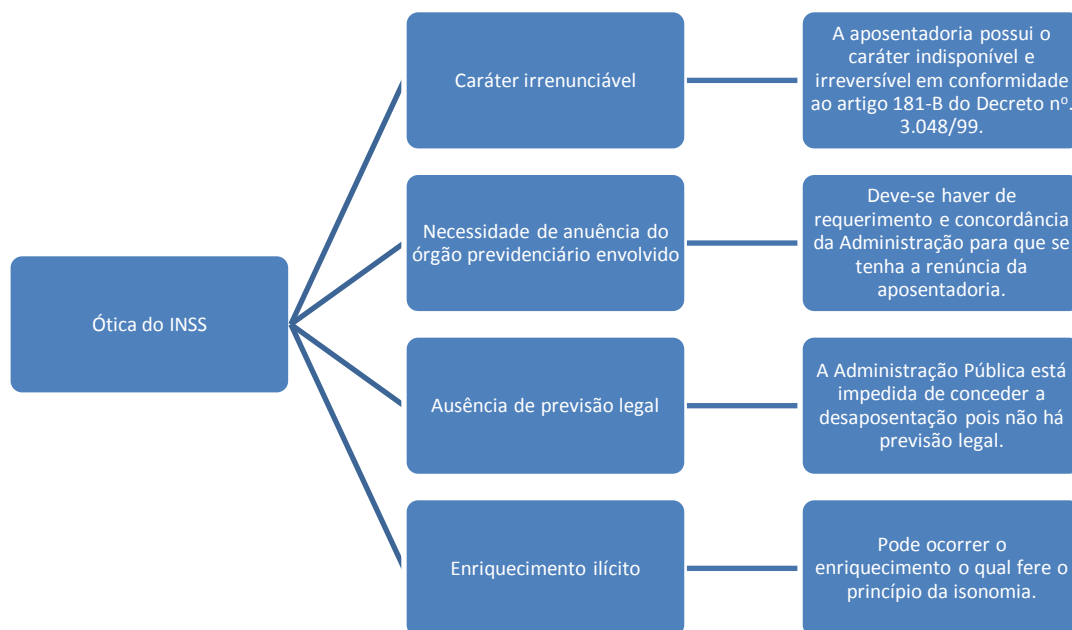 Ótica do INSS
Caráter irrenunciável
A aposentadoria possui o
caráter indisponível e
irreversível em conformidade
ao artigo 181-B do Decreto nº.
3.048/99.
Necessidade de anuência do
órgão previdenciário envolvido
Deve-se haver de
requerimento e concordância
da Administração para que se
tenha a renúncia da
aposentadoria.
Ausência de previsão legal
A Administração Pública está
impedida de conceder a
desaposentação pois não há
previsão legal.
Enriquecimento ilícito
Pode ocorrer o
enriquecimento o qual fere o
princípio da isonomia.